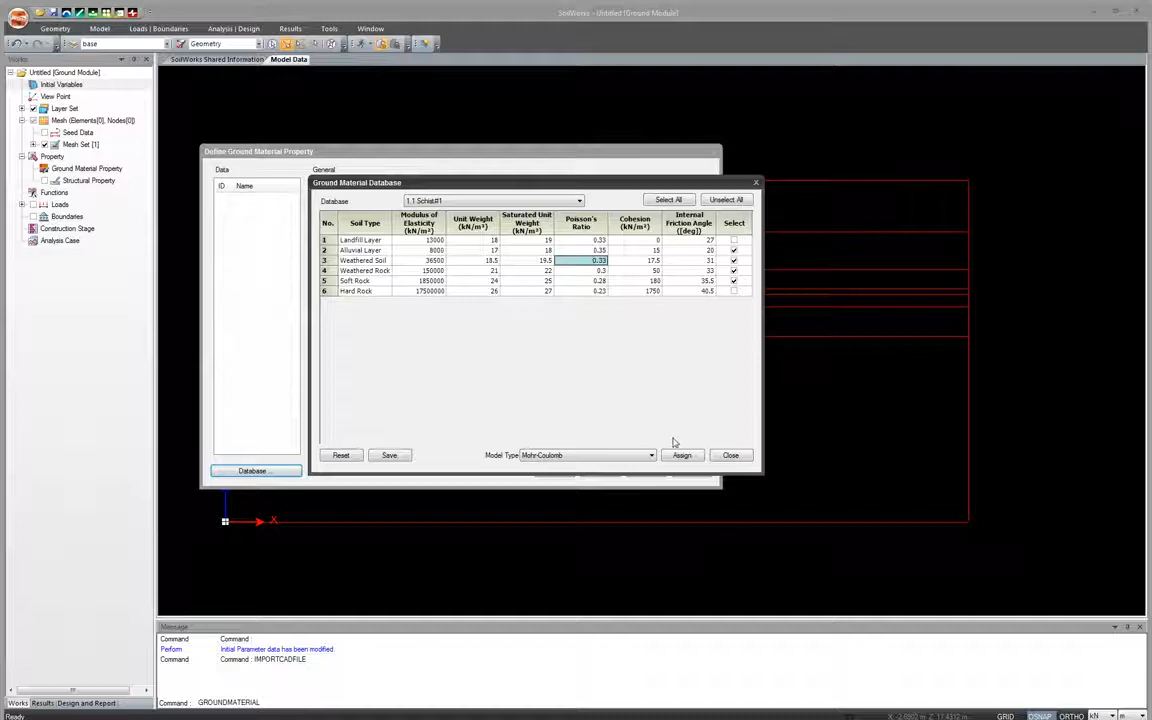 SoilWorks - Untitled [Ground Module]
Geometry Model Loads | Boundaries Analysis | Design Results Tools Window
base Geometry
Works SoilWorks Shared Information Model Data
Untitled [Ground Module]
Initial Variables
View Point
Layer Set
Mesh (Elements[0], Nodes[0])
Seed Data
Mesh Set [1]
Property
Ground Material Property
Structural Property
Functions
Loads
Boundaries
Construction Stage
Analysis Case
Define Ground Material Property
Data General
ID Name
Database ...
Ground Material Database
Database 1.1 Schist#1 Select All Unselect All
No. Soil Type Modulus of Elasticity (kN/m²) Unit Weight (kN/m³) Saturated Unit Weight (kN/m³) Poisson's Ratio Cohesion (kN/m²) Internal Friction Angle ([deg]) Select
1 Landfill Layer 13000 18 19 0.33 0 27
2 Alluvial Layer 8000 17 18 0.35 15 20
3 Weathered Soil 36500 18.5 19.5 0.33 17.5 31
4 Weathered Rock 150000 21 22 0.3 50 33
5 Soft Rock 1850000 24 25 0.28 180 35.5
6 Hard Rock 17500000 26 27 0.23 1750 40.5
Reset Save Model Type Mohr-Coulomb Assign Close
X
Message
Command Command :
Perform Initial Parameter data has been modified.
Command Command : IMPORTCADFILE
Works Results Design and Report Command : GROUNDMATERIAL
Ready GRID OSNAP ORTHO kN m